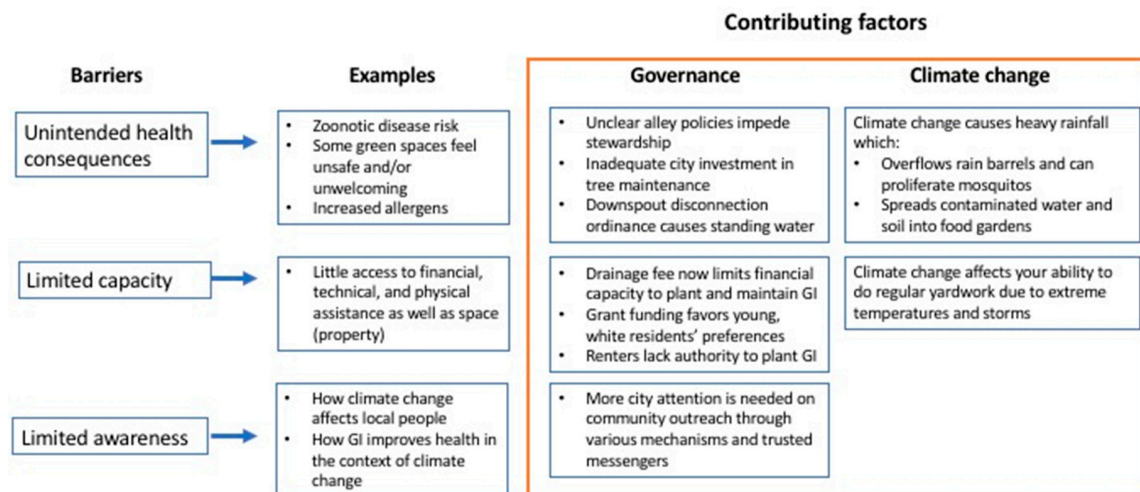 Contributing factors
Barriers
Examples
Governance
Climate change
Unintended health
consequences
• Zoonotic disease risk
• Some green spaces feel
unsafe and/or
unwelcoming
• Increased allergens
• Unclear alley policies impede
stewardship
• Inadequate city investment in
tree maintenance
• Downspout disconnection
ordinance causes standing water
Climate change causes heavy rainfall
which:
• Overflows rain barrels and can
proliferate mosquitos
• Spreads contaminated water and
soil into food gardens
Limited capacity
• Little access to financial,
technical, and physical
assistance as well as space
(property)
• Drainage fee now limits financial
capacity to plant and maintain GI
• Grant funding favors young,
white residents' preferences
• Renters lack authority to plant GI
Climate change affects your ability to
do regular yardwork due to extreme
temperatures and storms
Limited awareness
• How climate change
affects local people
• How GI improves health in
the context of climate
change
• More city attention is needed on
community outreach through
various mechanisms and trusted
messengers